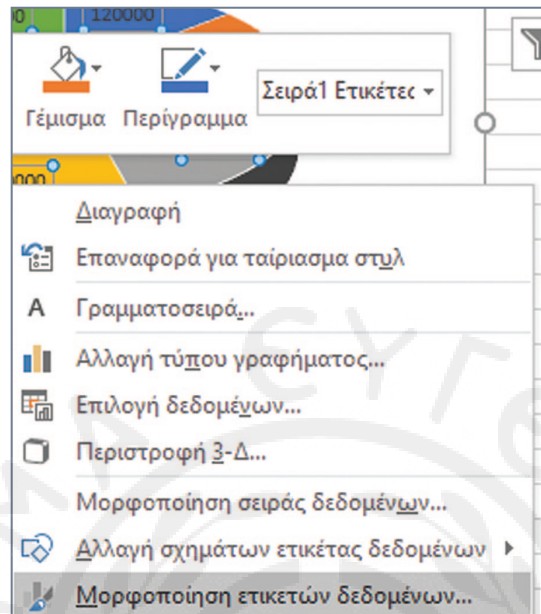 120000
Γέμισμα Περίγραμμα Σειρά1 Ετικέτες
Διαγραφή
Επαναφορά για ταίριασμα στυλ
Γραμματοσειρά...
Αλλαγή τύπου γραφήματος...
Επιλογή δεδομένων...
Περιστροφή 3-Δ...
Μορφοποίηση σειράς δεδομένων...
Αλλαγή σχημάτων ετικέτας δεδομένων
Μορφοποίηση ετικετών δεδομένων...